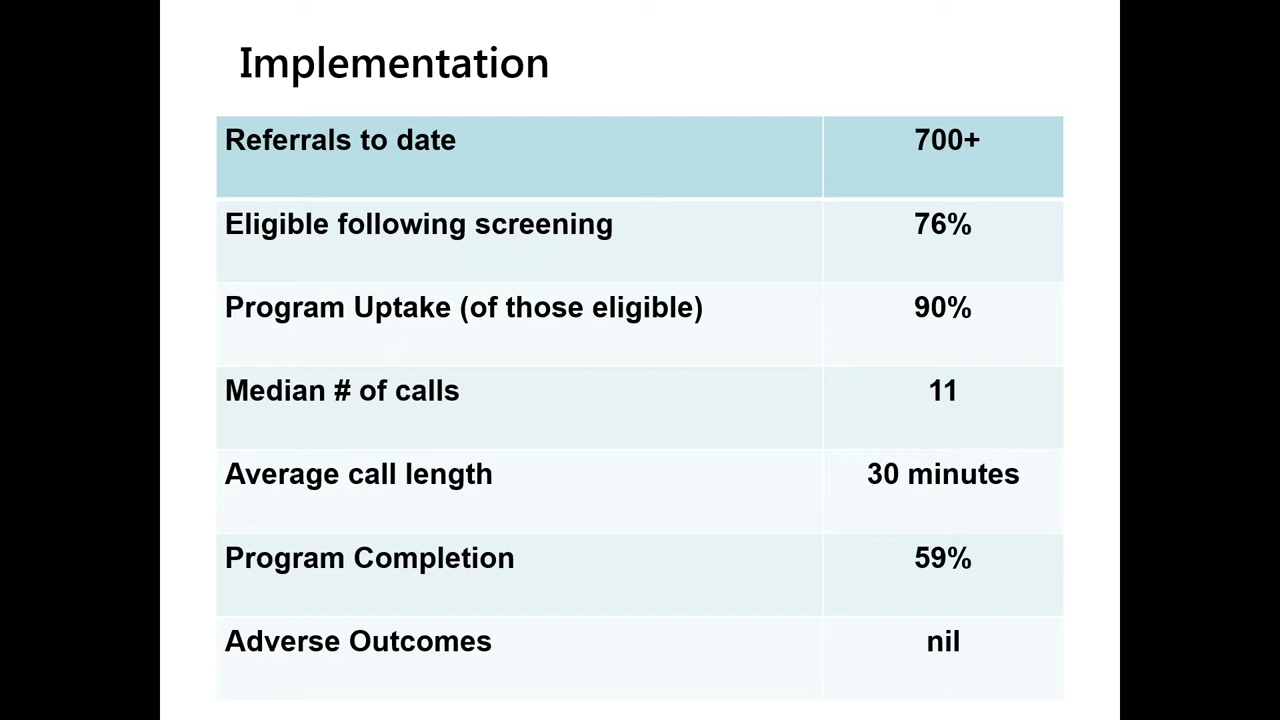 Implementation
Referrals to date 700+
Eligible following screening 76%
Program Uptake (of those eligible) 90%
Median # of calls 11
Average call length 30 minutes
Program Completion 59%
Adverse Outcomes nil